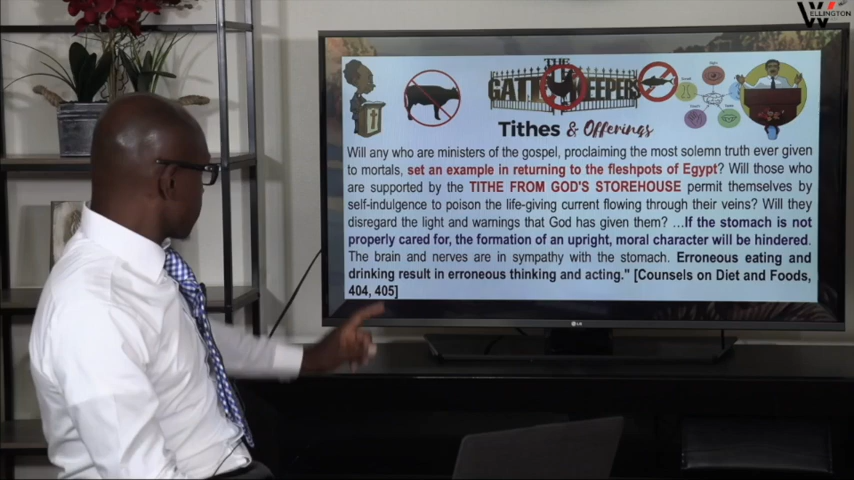 WELLINGTON
THE
GATEKEEPERS
Tithes & Offerings
Will any who are ministers of the gospel, proclaiming the most solemn truth ever given
to mortals, set an example in returning to the fleshpots of Egypt? Will those who
are supported by the TITHE FROM GOD'S STOREHOUSE permit themselves by
self-indulgence to poison the life-giving current flowing through their veins? Will they
disregard the light and warnings that God has given them? ...If the stomach is not
properly cared for, the formation of an upright, moral character will be hindered.
The brain and nerves are in sympathy with the stomach. Erroneous eating and
drinking result in erroneous thinking and acting." [Counsels on Diet and Foods,
404, 405]
LG